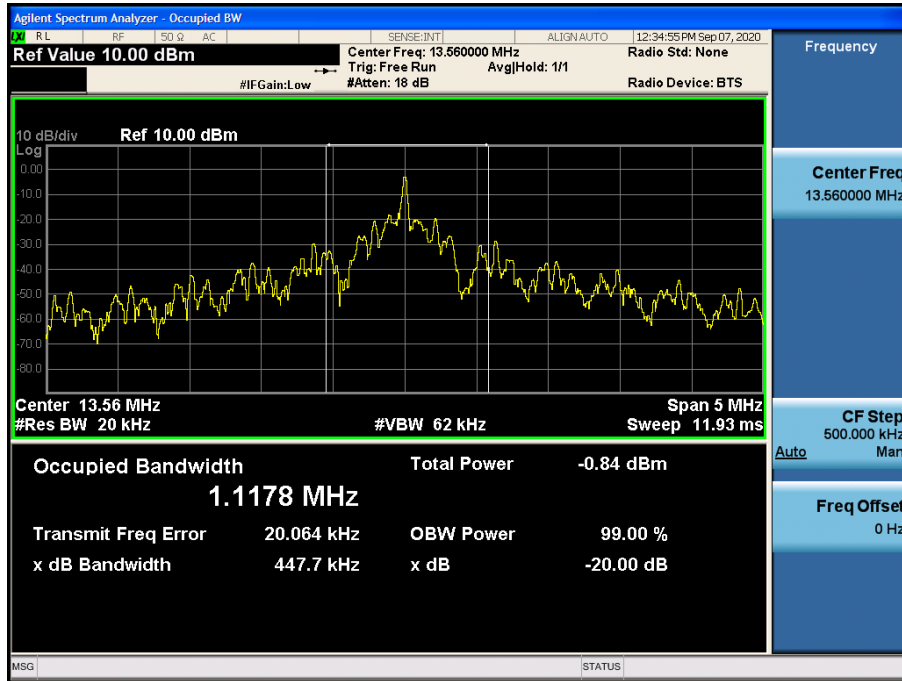 Agilent Spectrum Analyzer - Occupied BW
LXI RL RF 50 Ω AC SENSE:INT ALIGNAUTO 12:34:55 PM Sep 07, 2020
Ref Value 10.00 dBm Center Freq: 13.560000 MHz Radio Std: None
Trig: Free Run Avg|Hold: 1/1
#IFGain:Low #Atten: 18 dB Radio Device: BTS
10 dB/div Ref 10.00 dBm
Log
0.00
-10.0
-20.0
-30.0
-40.0
-50.0
-60.0
-70.0
-80.0
Center 13.56 MHz Span 5 MHz
#Res BW 20 kHz #VBW 62 kHz Sweep 11.93 ms
Occupied Bandwidth Total Power -0.84 dBm
1.1178 MHz
Transmit Freq Error 20.064 kHz OBW Power 99.00 %
x dB Bandwidth 447.7 kHz x dB -20.00 dB
MSG STATUS
Frequency
Center Freq
13.560000 MHz
CF Step
500.000 kHz
Auto Man
Freq Offset
0 Hz